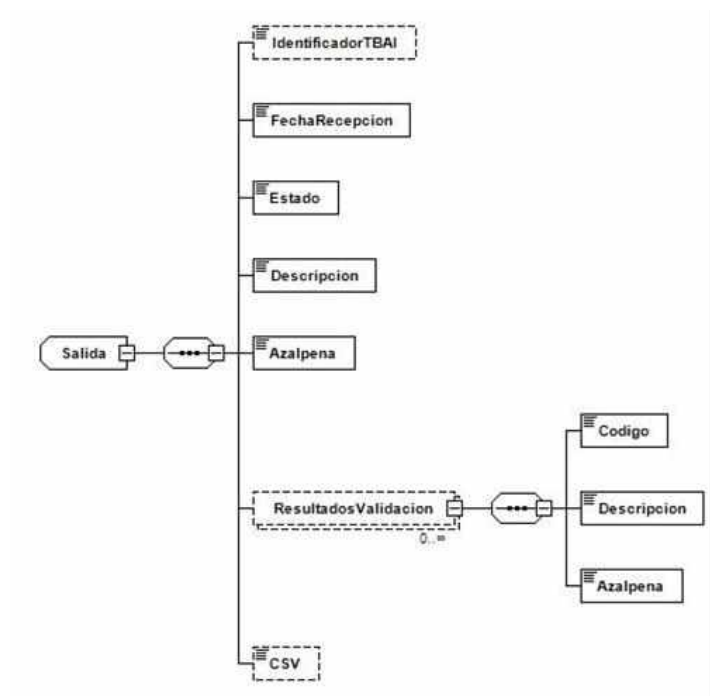 IdentificadorTBAI
FechaRecepcion
Estado
Descripcion
Salida
Azalpena
Codigo
ResultadosValidacion
0..∞
Descripcion
Azalpena
CSV